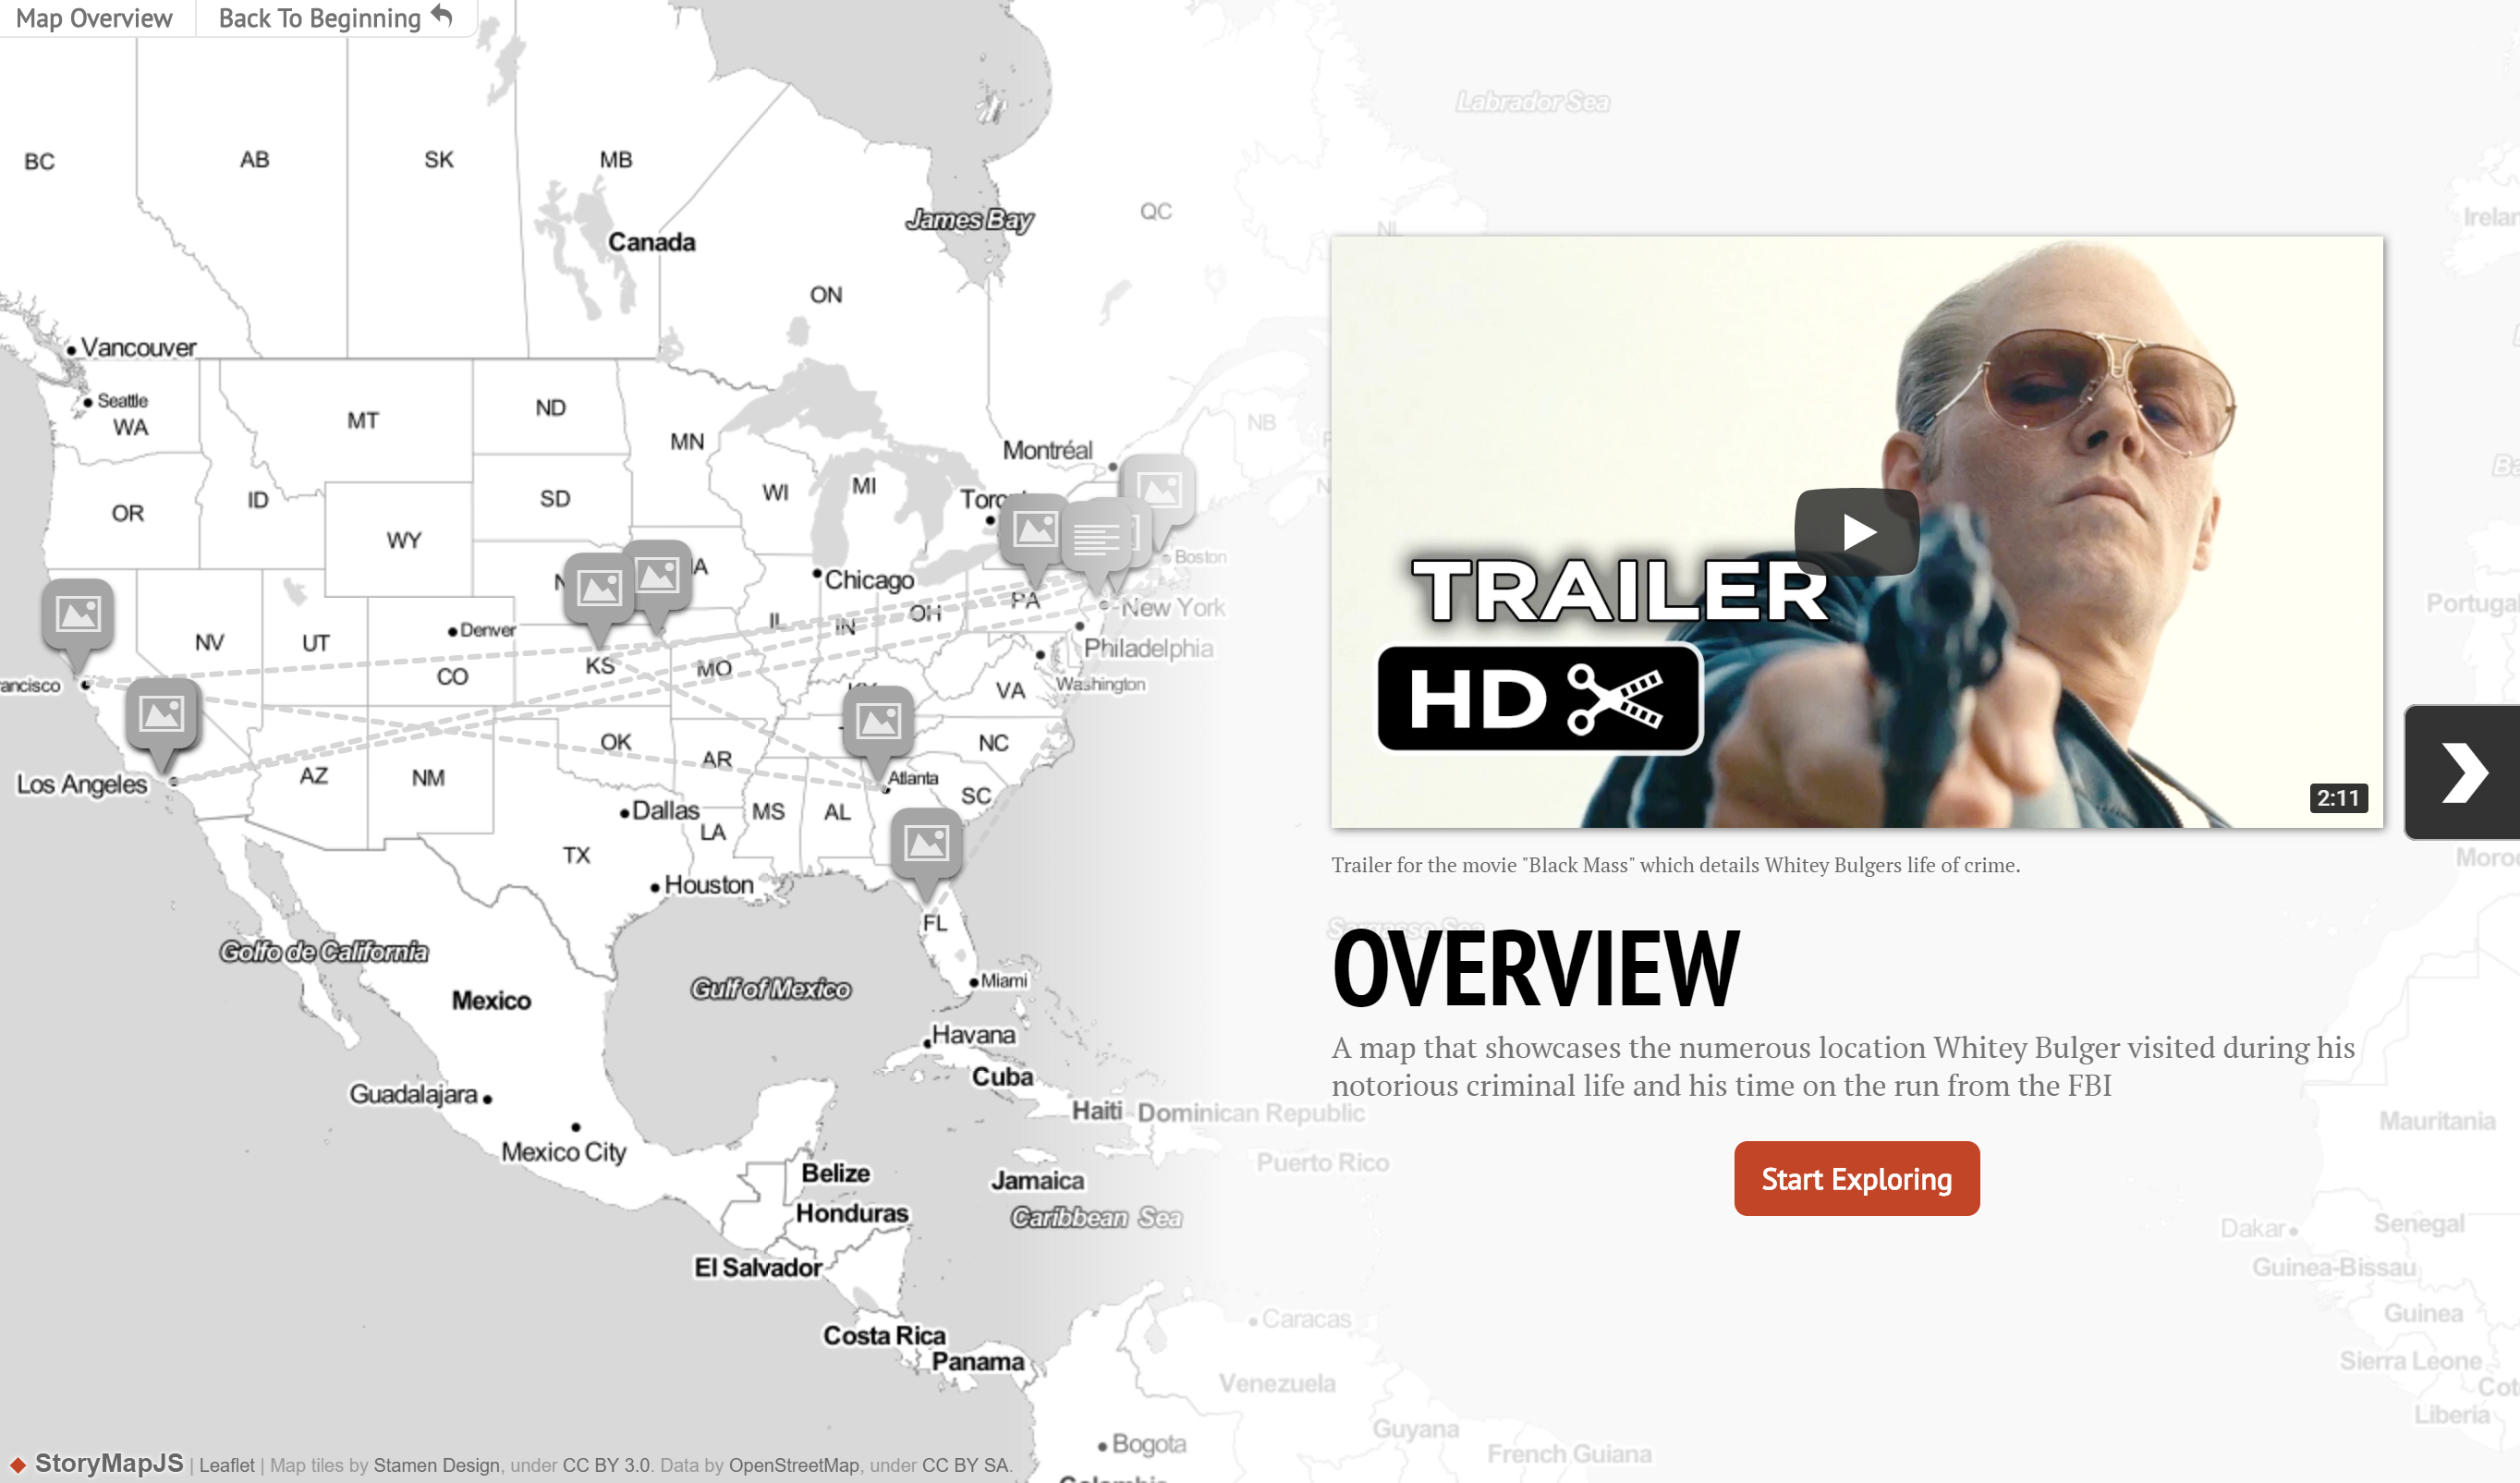 Map Overview
Back To Beginning
Labrador Sea
BC
AB
SK
MB
QC
James Bay
NL
Canada
ON
Vancouver
Seattle
WA
MT
ND
MN
NB
Montréal
OR
ID
SD
WI
MI
WY
Chicago
Boston
NV
UT
Denver
CO
KS
MO
IL
IN
OH
PA
New York
Philadelphia
Washington
VA
Los Angeles
AZ
NM
OK
AR
NC
Atlanta
SC
Dallas
LA
MS
AL
TX
Houston
FL
Miami
Golfo de California
Mexico
Gulf of Mexico
Havana
Cuba
Guadalajara
Mexico City
Haiti
Dominican Republic
Puerto Rico
Belize
Jamaica
Honduras
Caribbean Sea
El Salvador
Costa Rica
Panama
Caracas
Venezuela
Guyana
French Guiana
Bogota
TRAILER
HD
2:11
Trailer for the movie "Black Mass" which details Whitey Bulgers life of crime.
Sargasso Sea
OVERVIEW
A map that showcases the numerous location Whitey Bulger visited during his
notorious criminal life and his time on the run from the FBI
Start Exploring
Mauritania
Dakar
Senegal
Guinea-Bissau
Guinea
Sierra Leone
Liberia
StoryMapJS | Leaflet | Map tiles by Stamen Design, under CC BY 3.0. Data by OpenStreetMap, under CC BY SA.